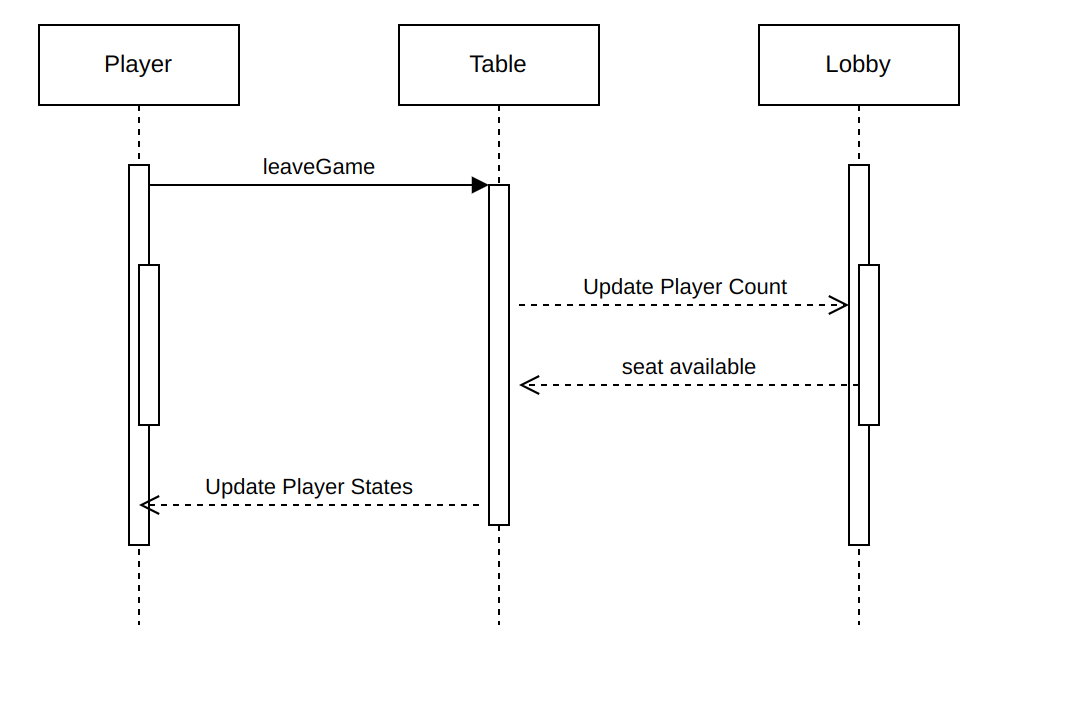 Player
Table
Lobby
leaveGame
Update Player Count
seat available
Update Player States